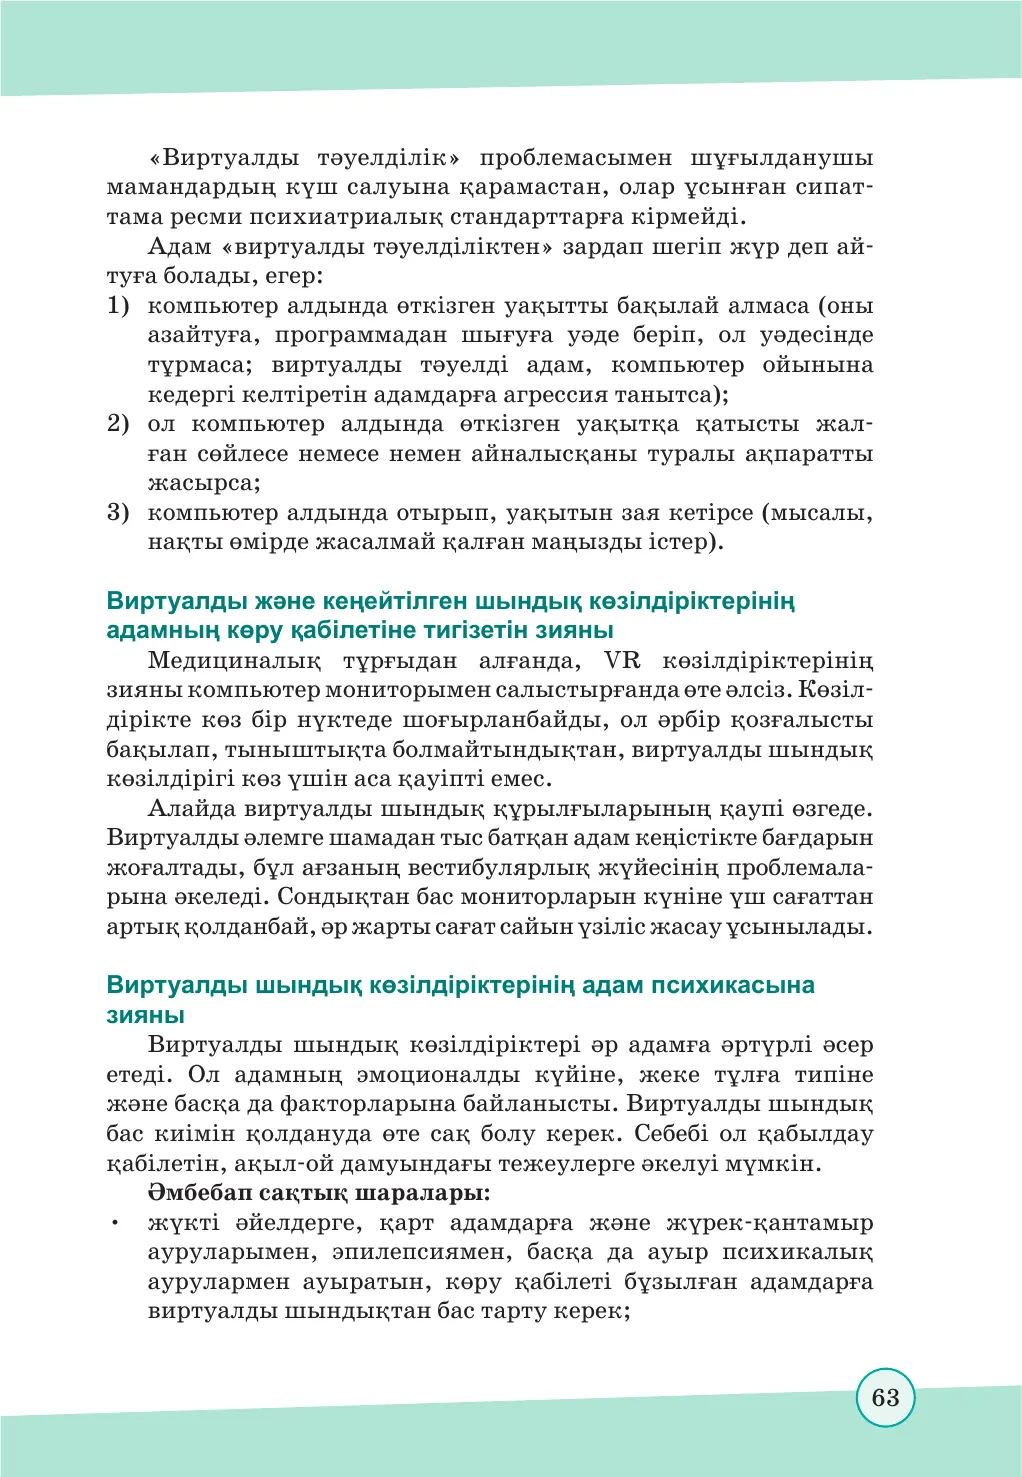 «Виртуалды тәуелділік» проблемасымен шұғылданушы
мамандардың күш салуына қарамастан, олар ұсынған сипат-
тама ресми психиатриалық стандарттарға кірмейді.
Адам «виртуалды тәуелділіктен» зардап шегіп жүр деп ай-
туға болады, егер:
1) компьютер алдында өткізген уақытты бақылай алмаса (оны
азайтуға, программадан шығуға уәде беріп, ол уәдесінде
тұрмаса; виртуалды тәуелді адам, компьютер ойынына
кедергі келтіретін адамдарға агрессия танытса);
2) ол компьютер алдында өткізген уақытқа қатысты жал-
ған сөйлесе немесе немен айналысқаны туралы ақпаратты
жасырса;
3) компьютер алдында отырып, уақытын зая кетірсе (мысалы,
нақты өмірде жасалмай қалған маңызды істер).
Виртуалды және кеңейтілген шындық көзілдіріктерінің
адамның көру қабілетіне тигізетін зияны
Медициналық тұрғыдан алғанда, VR көзілдіріктерінің
зияны компьютер мониторымен салыстырғанда өте әлсіз. Көзіл-
дірікте көз бір нүктеде шоғырланбайды, ол әрбір қозғалысты
бақылап, тыныштықта болмайтындықтан, виртуалды шындық
көзілдірігі көз үшін аса қауіпті емес.
Алайда виртуалды шындық құрылғыларының қаупі өзгеде.
Виртуалды әлемге шамадан тыс батқан адам кеңістікте бағдарын
жоғалтады, бұл ағзаның вестибулярлық жүйесінің проблемала-
рына әкеледі. Сондықтан бас мониторларын күніне үш сағаттан
артық қолданбай, әр жарты сағат сайын үзіліс жасау ұсынылады.
Виртуалды шындық көзілдіріктерінің адам психикасына
зияны
Виртуалды шындық көзілдіріктері әр адамға әртүрлі әсер
етеді. Ол адамның эмоционалды күйіне, жеке тұлға типіне
және басқа да факторларына байланысты. Виртуалды шындық
бас киімін қолдануда өте сақ болу керек. Себебі ол қабылдау
қабілетін, ақыл-ой дамуындағы тежеулерге әкелуі мүмкін.
Әмбебап сақтық шаралары:
• жүкті әйелдерге, қарт адамдарға және жүрек-қантамыр
ауруларымен, эпилепсиямен, басқа да ауыр психикалық
аурулармен ауыратын, көру қабілеті бұзылған адамдарға
виртуалды шындықтан бас тарту керек;
63